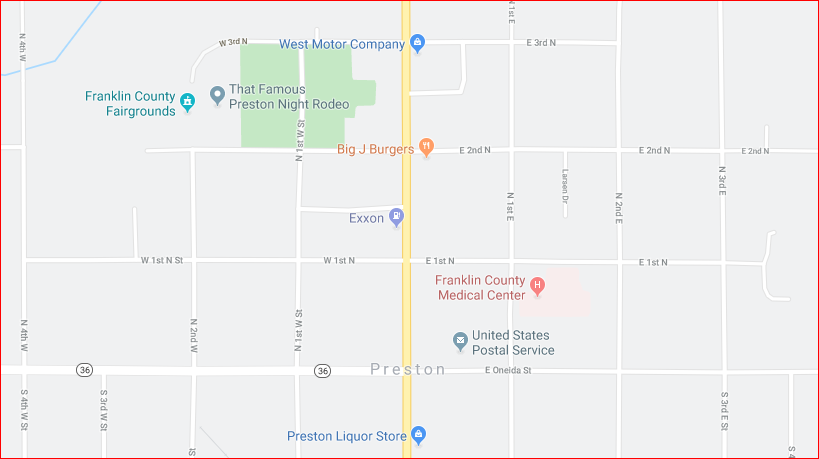 N 4th W
W 3rd N
West Motor Company
N 1st E
E 3rd N
Franklin County
Fairgrounds
That Famous
Preston Night Rodeo
N 1st W St
Big J Burgers
E 2nd N
E 2nd N
E 2nd N
Larsen Dr
N 3rd E
N 1st E
N 2nd E
Exxon
W 1st N St
W 1st N
E 1st N
E 1st N
Franklin County
Medical Center
H
N 4th W
N 2nd W
N 1st W St
United States
Postal Service
36
36
Preston
E Oneida St
S 4th W St
S 3rd W St
S 3rd E St
Preston Liquor Store
St
S 4